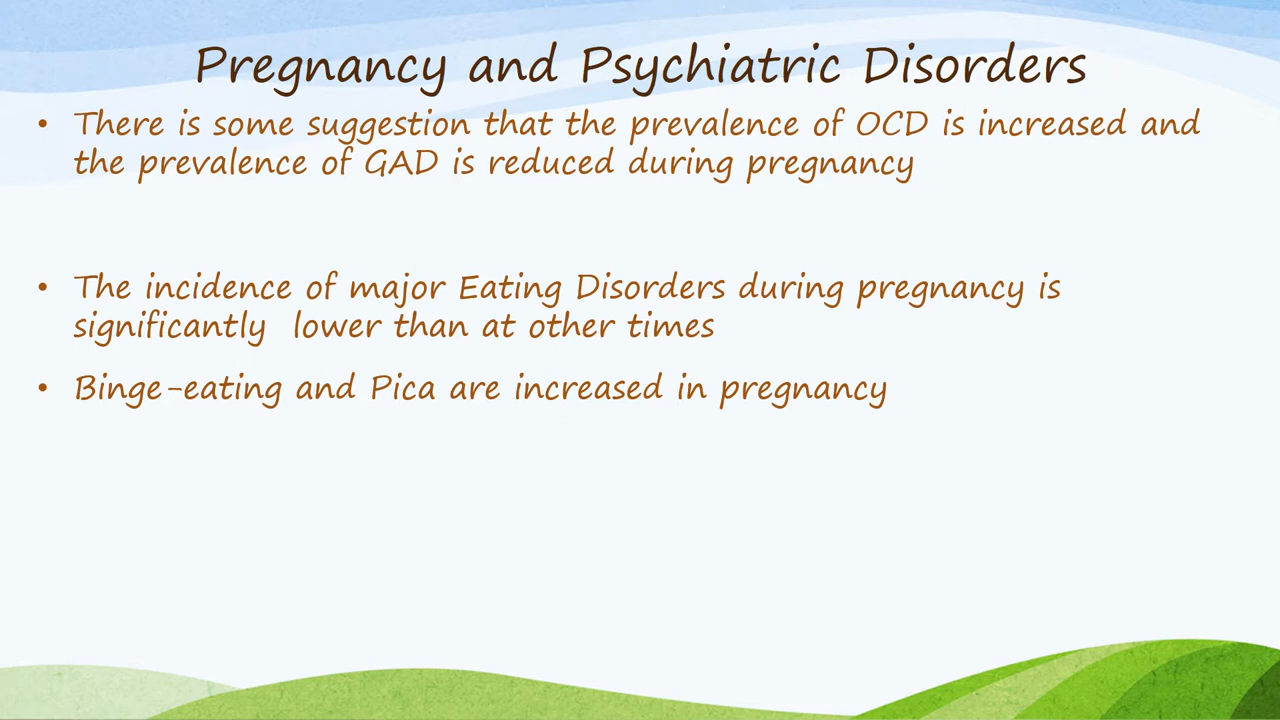 Pregnancy and Psychiatric Disorders
• There is some suggestion that the prevalence of OCD is increased and
the prevalence of GAD is reduced during pregnancy
• The incidence of major Eating Disorders during pregnancy is
significantly  lower than at other times
• Binge-eating and Pica are increased in pregnancy